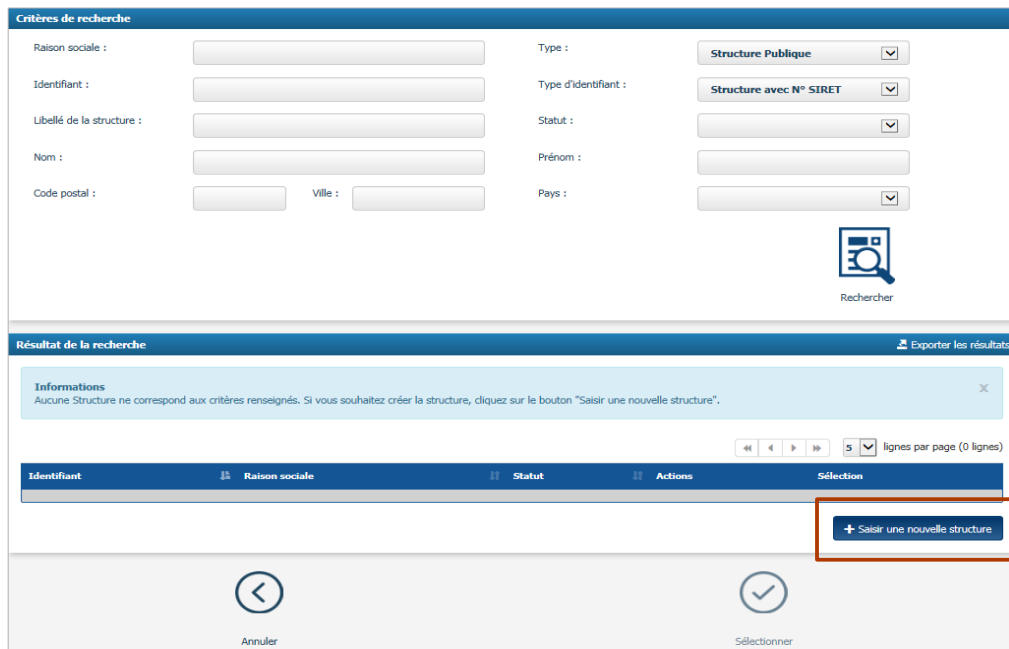 Critères de recherche
Raison sociale :
Type :
Structure Publique
Identifiant :
Type d'identifiant :
Structure avec N° SIRET
Libellé de la structure :
Statut :
Nom :
Prénom :
Code postal :
Ville :
Pays :
Rechercher
Résultat de la recherche
Exporter les résultats
Informations
Aucune Structure ne correspond aux critères renseignés. Si vous souhaitez créer la structure, cliquez sur le bouton "Saisir une nouvelle structure".
5 lignes par page (0 lignes)
Identifiant Raison sociale Statut Actions Sélection
+ Saisir une nouvelle structure
Annuler
Sélectionner